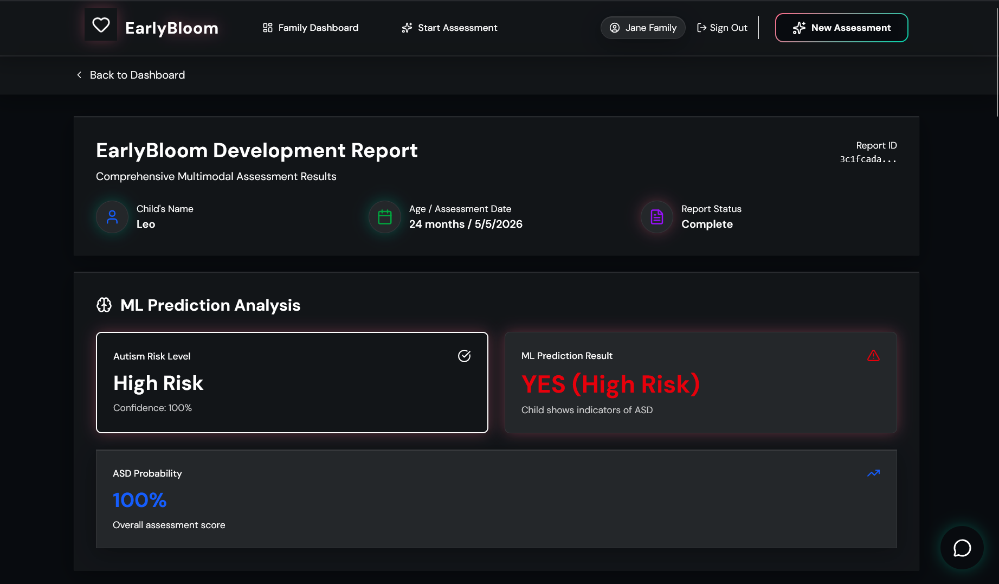 EarlyBloom
Family Dashboard
Start Assessment
Jane Family
Sign Out
New Assessment
Back to Dashboard
EarlyBloom Development Report
Comprehensive Multimodal Assessment Results
Report ID
3c1fcada...
Child's Name
Leo
Age / Assessment Date
24 months / 5/5/2026
Report Status
Complete
ML Prediction Analysis
Autism Risk Level
High Risk
Confidence: 100%
ML Prediction Result
YES (High Risk)
Child shows indicators of ASD
ASD Probability
100%
Overall assessment score